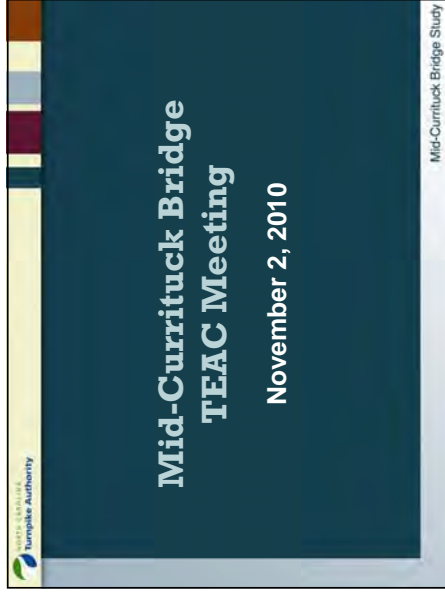 NORTH CAROLINA
Turnpike Authority
Mid-Currituck Bridge
TEAC Meeting
November 2, 2010
Mid-Currituck Bridge Study